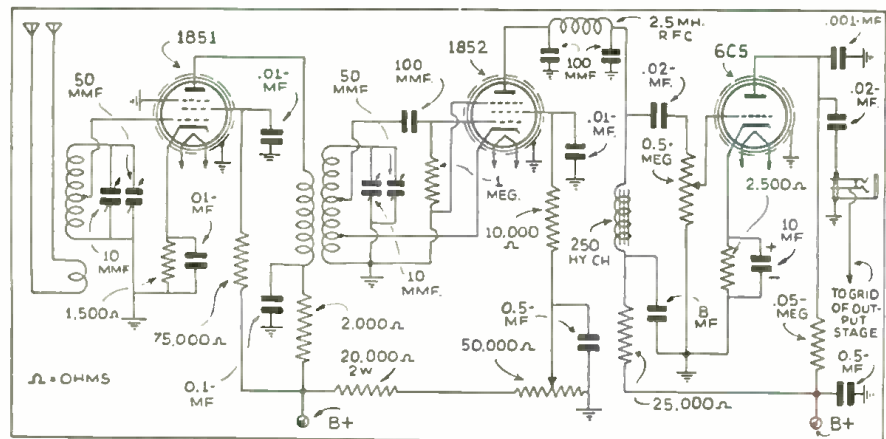 1851
50
MMF.
.01-
MF
50
MMF.
100
MMF.
1852
2.5 MH.
RFC
100
MMF
.02-
MF.
6C5
.001-MF
.02-
MF.
.01-
MF.
0.5-
MEG
2,500Ω
1
MEG.
.01-
MF
10
MMF.
10,000
Ω
250
HY CH
10
MF
10
MMF.
1,500Ω
75,000Ω
2,000Ω
0.5-
MF
8
MF
.05-
MEG
TO GRID
OF OUT-
PUT
STAGE
20,000Ω
2W
50,000Ω
0.1-
MF
0.5-
MF
25,000Ω
Ω = OHMS
B+
B+